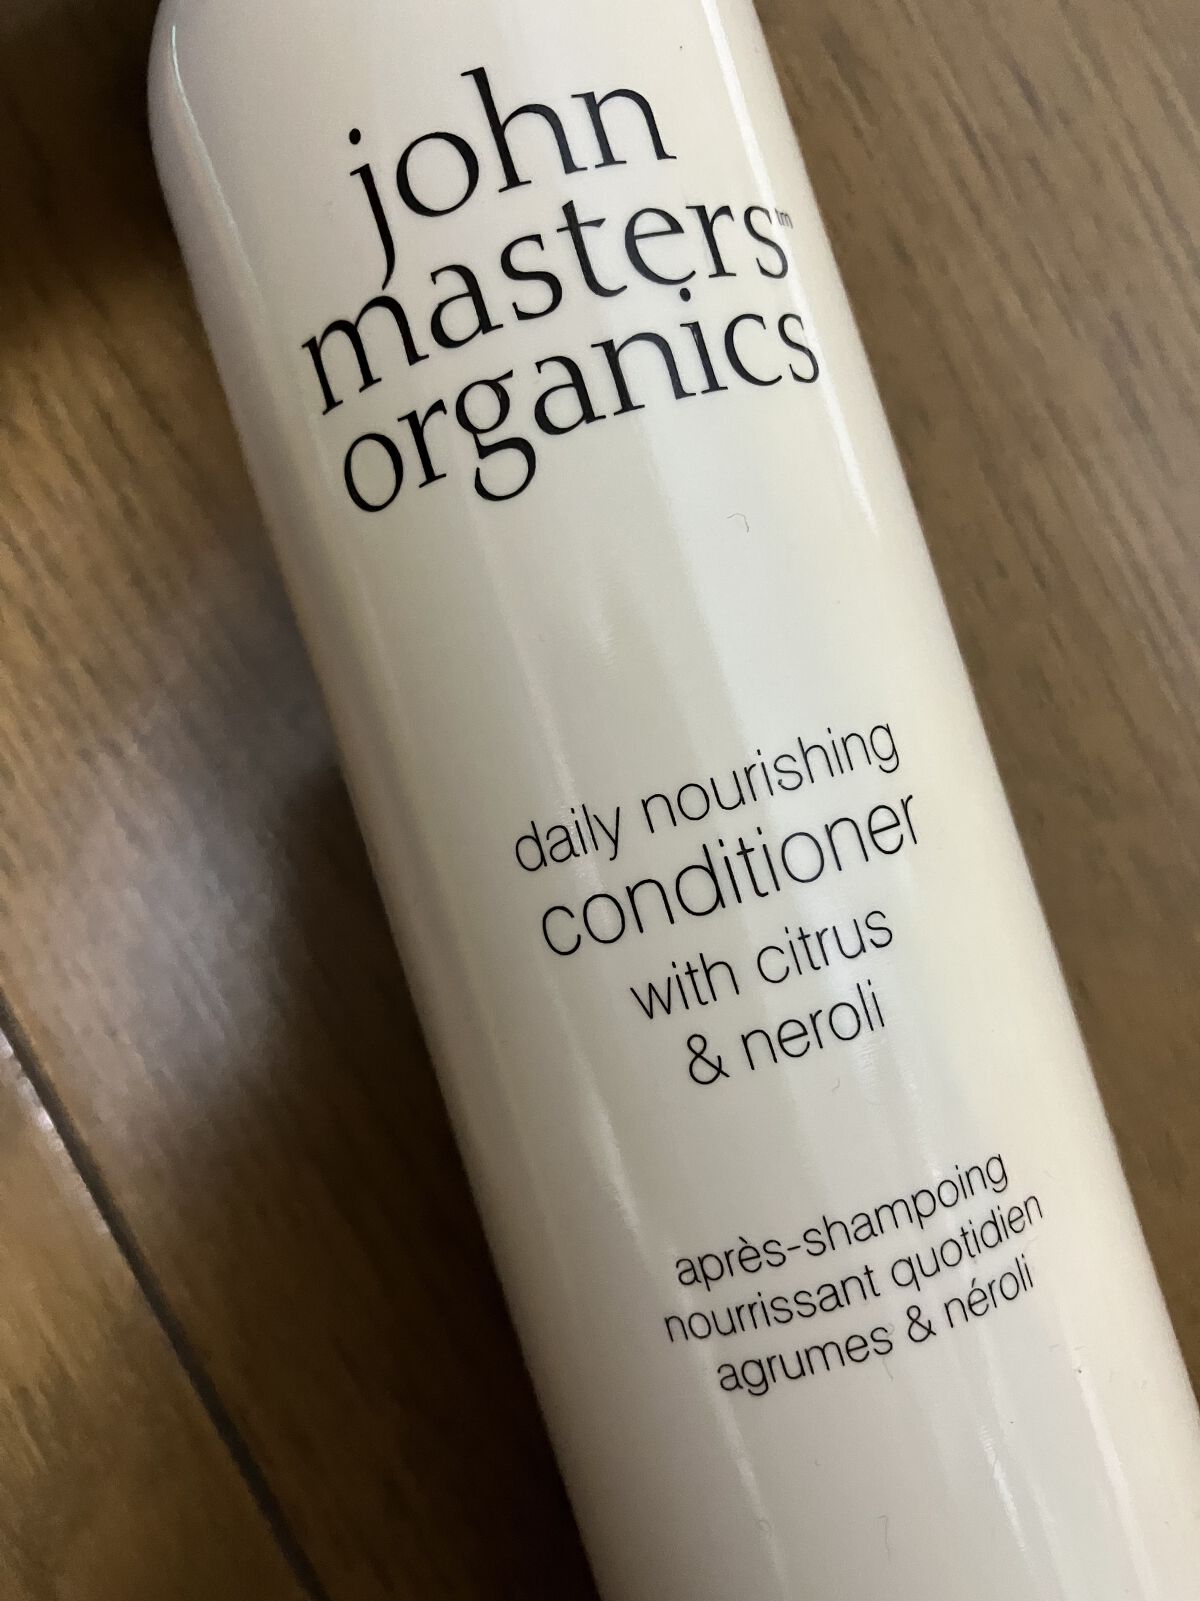 john
masters™
organics
daily nourishing
conditioner
with citrus
& neroli
après-shampoing
nourrissant quotidien
agrumes & néroli